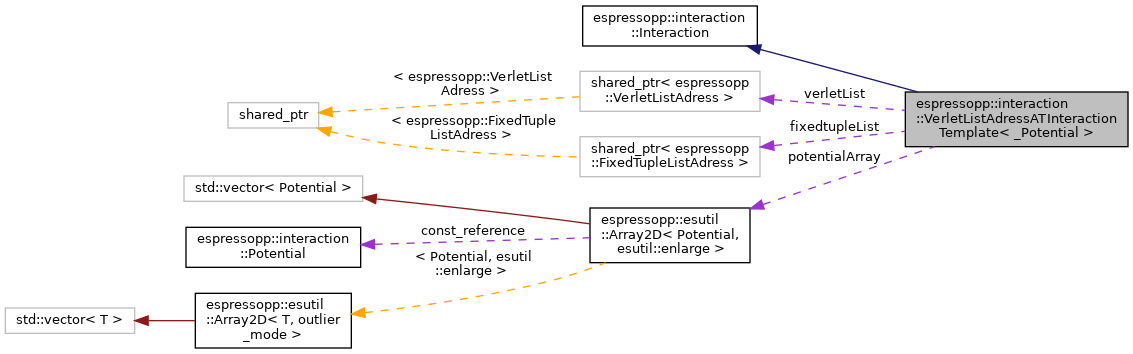 espressopp::interaction
::Interaction
< espressopp::VerletList
Adress >
shared_ptr< espressopp
::VerletListAdress >
verletList
espressopp::interaction
::VerletListAdressATInteraction
Template< _Potential >
shared_ptr
< espressopp::FixedTuple
ListAdress >
fixedtupleList
shared_ptr< espressopp
::FixedTupleListAdress >
potentialArray
std::vector< Potential >
espressopp::esutil
::Array2D< Potential,
esutil::enlarge >
const_reference
espressopp::interaction
::Potential
< Potential, esutil
::enlarge >
espressopp::esutil
::Array2D< T, outlier
_mode >
std::vector< T >